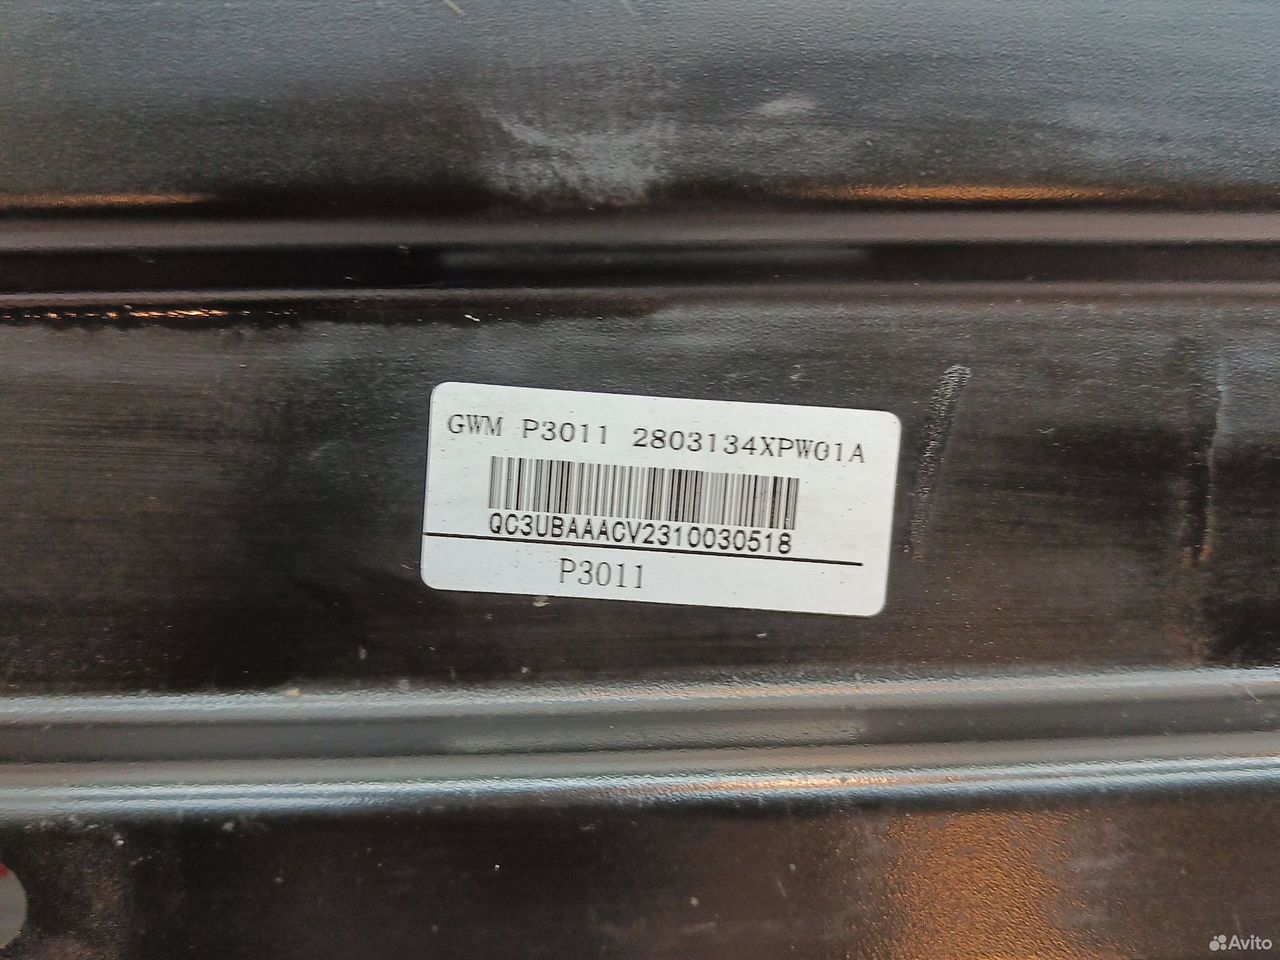 GWM P3011 2803134XPW01A
QC3UBAAACV2310030518
P3011
Avito